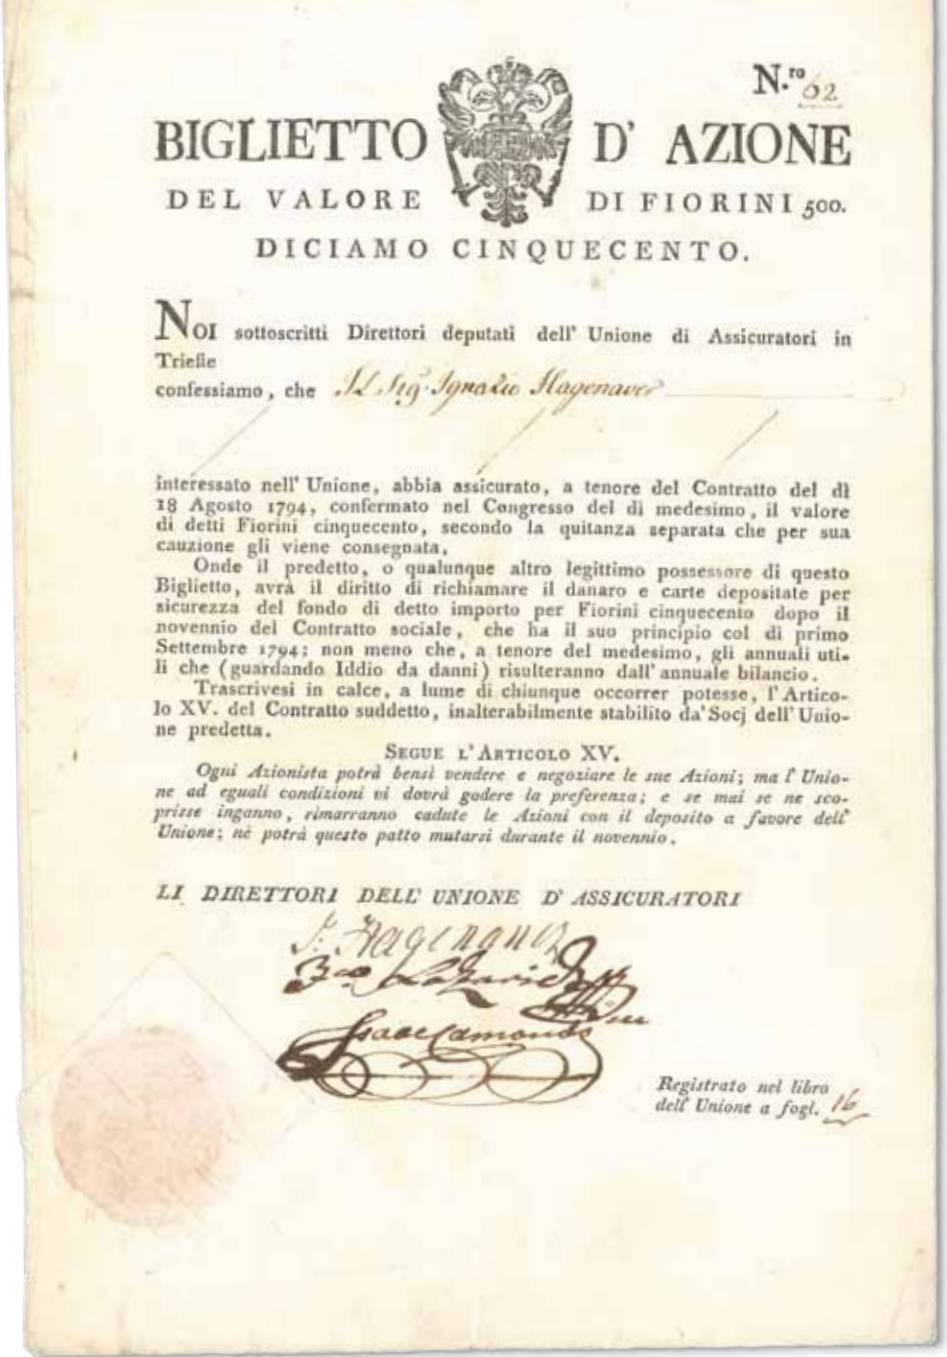 N.ro 62
BIGLIETTO D' AZIONE
DEL VALORE DI FIORINI 500.
DICIAMO CINQUECENTO.
NOI sottoscritti Direttori deputati dell' Unione di Assicuratori in
Trieste
confessiamo, che Il Sig.r Ignazio Hagenaver
interessato nell' Unione, abbia assicurato, a tenore del Contratto del dì
18 Agosto 1794, confermato nel Congresso del di medesimo, il valore
di detti Fiorini cinquecento, secondo la quitanza separata che per sua
cauzione gli viene consegnata.
Onde il predetto, o qualunque altro legittimo possessore di questo
Biglietto, avrà il diritto di richiamare il danaro e carte depositate per
sicurezza del fondo di detto importo per Fiorini cinquecento dopo il
novennio del Contratto sociale, che ha il suo principio col di primo
Settembre 1794; non meno che, a tenore del medesimo, gli annuali uti-
li che (guardando Iddio da danni) risulteranno dall' annuale bilancio.
Trascrivesi in calce, a lume di chiunque occorrer potesse, l' Artico-
lo XV. del Contratto suddetto, inalterabilmente stabilito da' Socj dell' Unio-
ne predetta.
SEGUE L' ARTICOLO XV.
Ogni Azionista potrà bensì vendere e negoziare le sue Azioni; ma l' Unio-
ne ad eguali condizioni vi dovrà godere la preferenza; e se mai se ne sco-
prisse inganno, rimarranno cadute le Azioni con il deposito a favore dell'
Unione; nè potrà questo patto mutarsi durante il novennio.
LI DIRETTORI DELL' UNIONE D' ASSICURATORI
I. Hagenauer
Isaac Camondo
Registrato nel libro
dell' Unione a fogl. 16